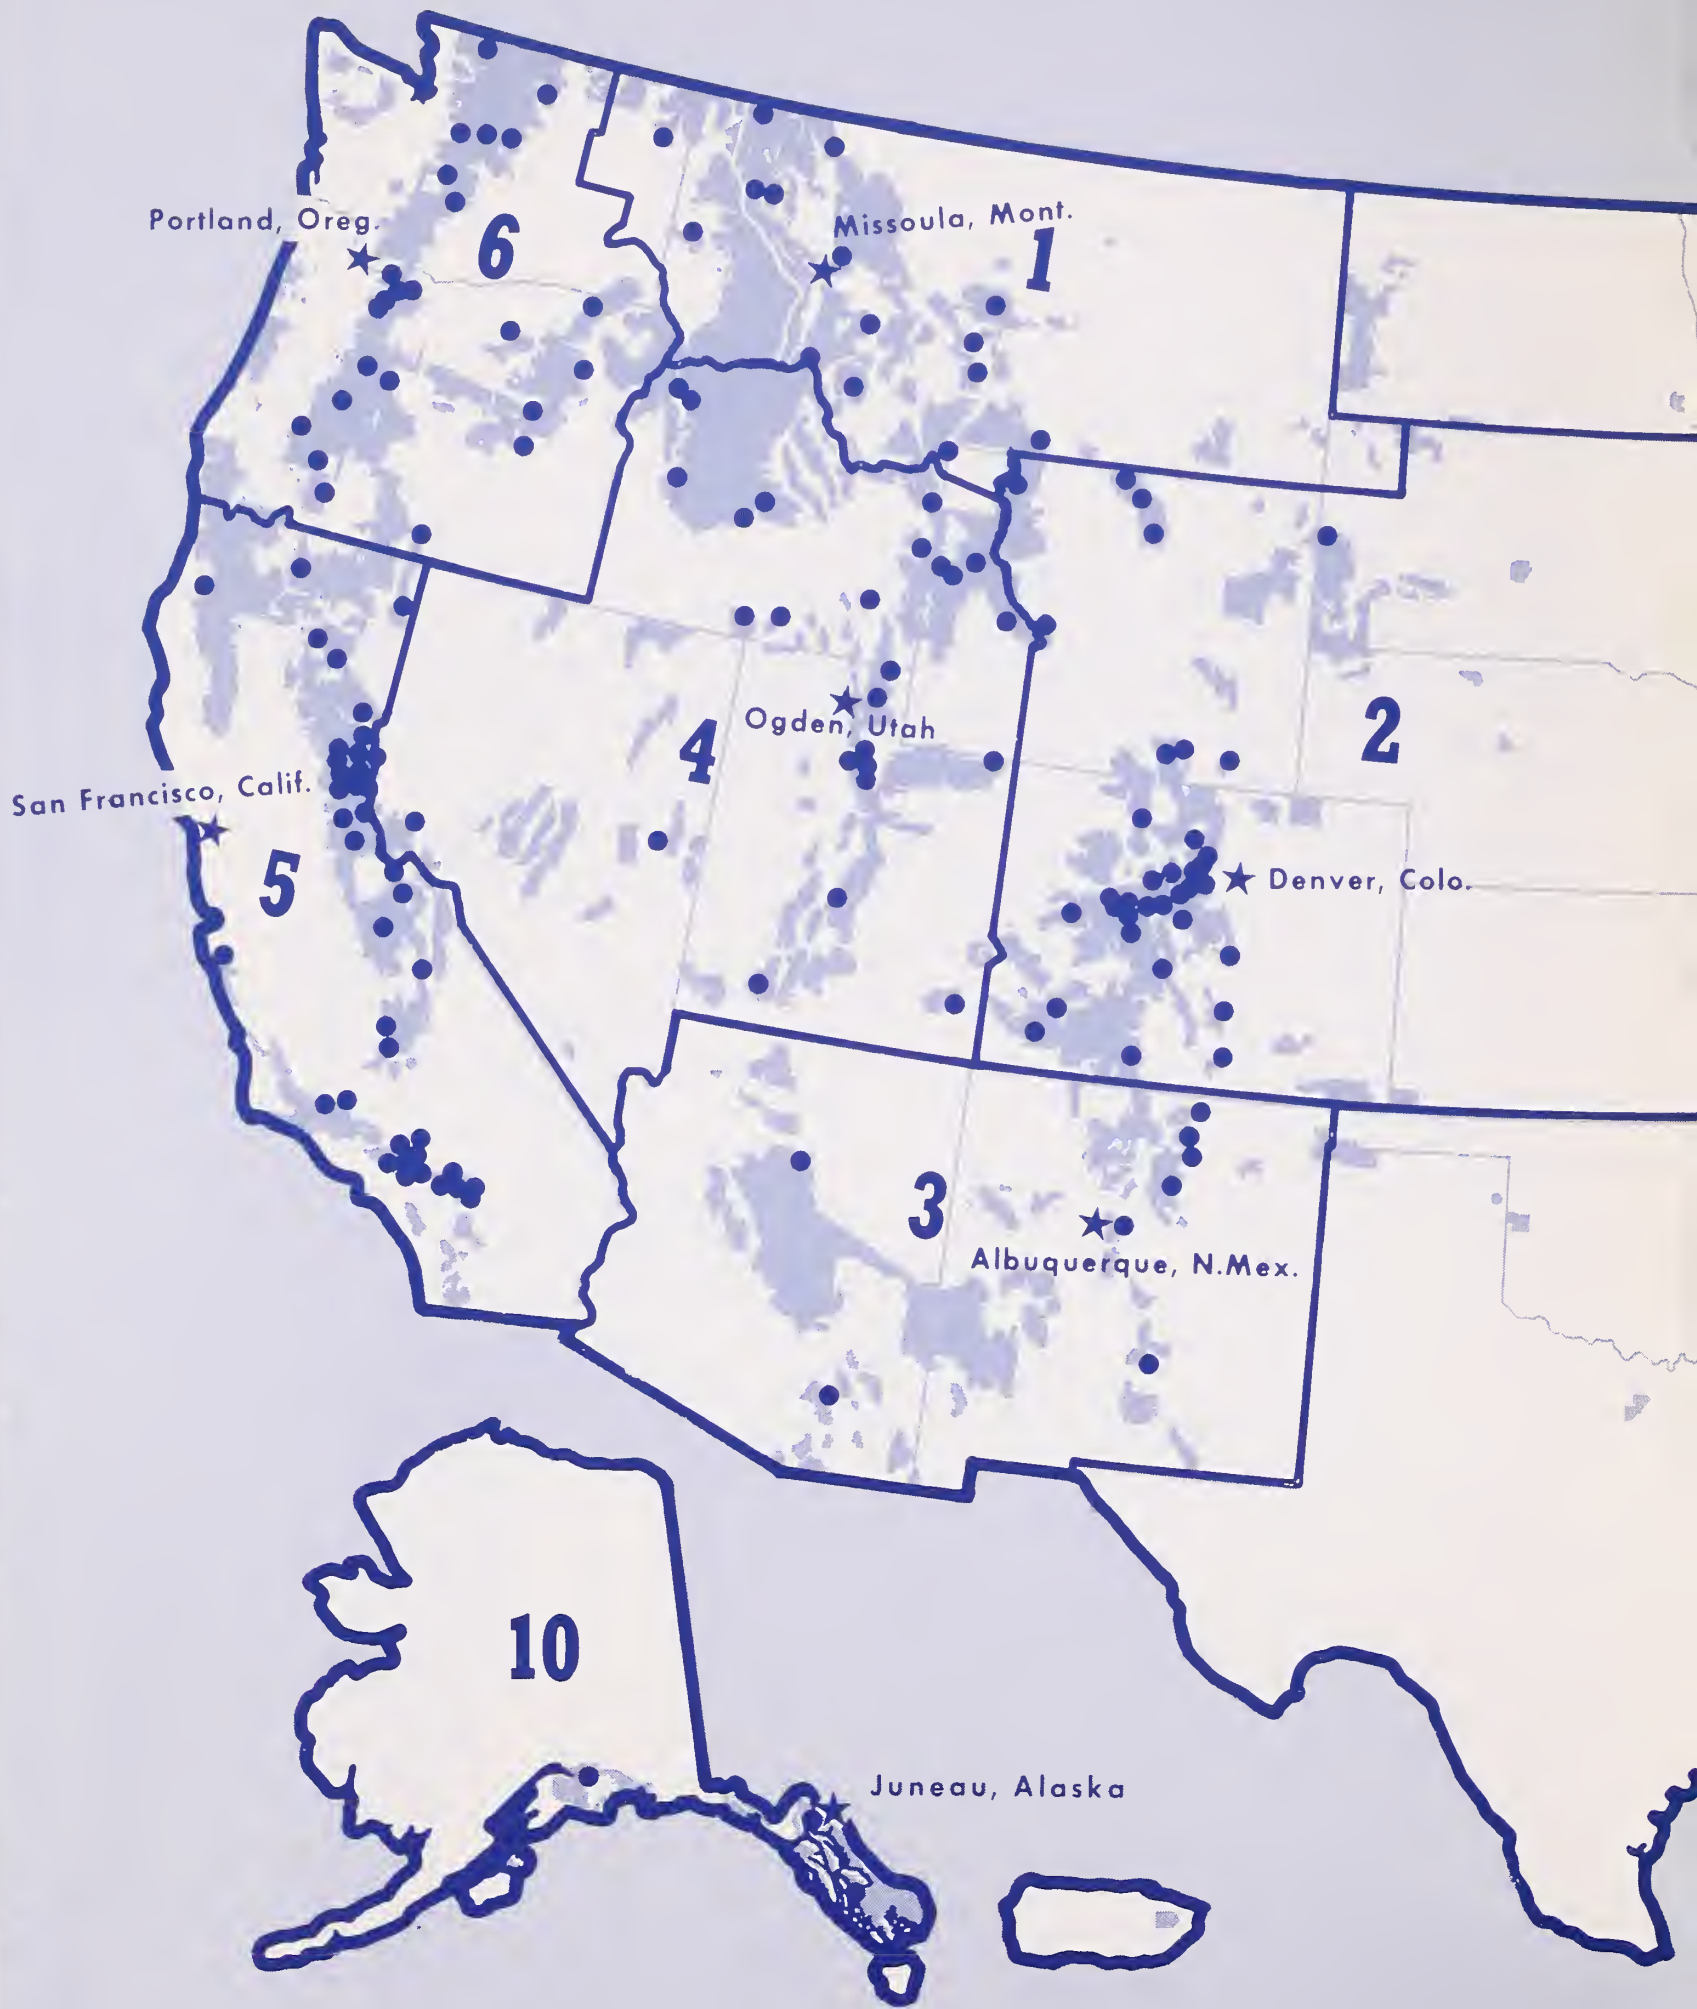 Portland, Oreg.
6
Missoula, Mont.
1
Ogden, Utah
4
2
San Francisco, Calif.
5
Denver, Colo.
3
Albuquerque, N.Mex.
10
Juneau, Alaska